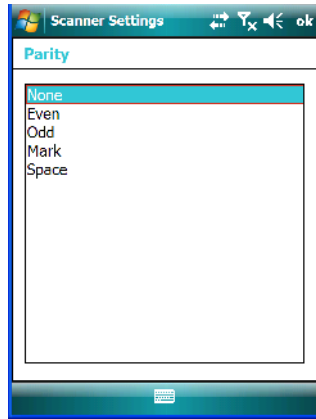 Scanner Settings ok
Parity
None
Even
Odd
Mark
Space